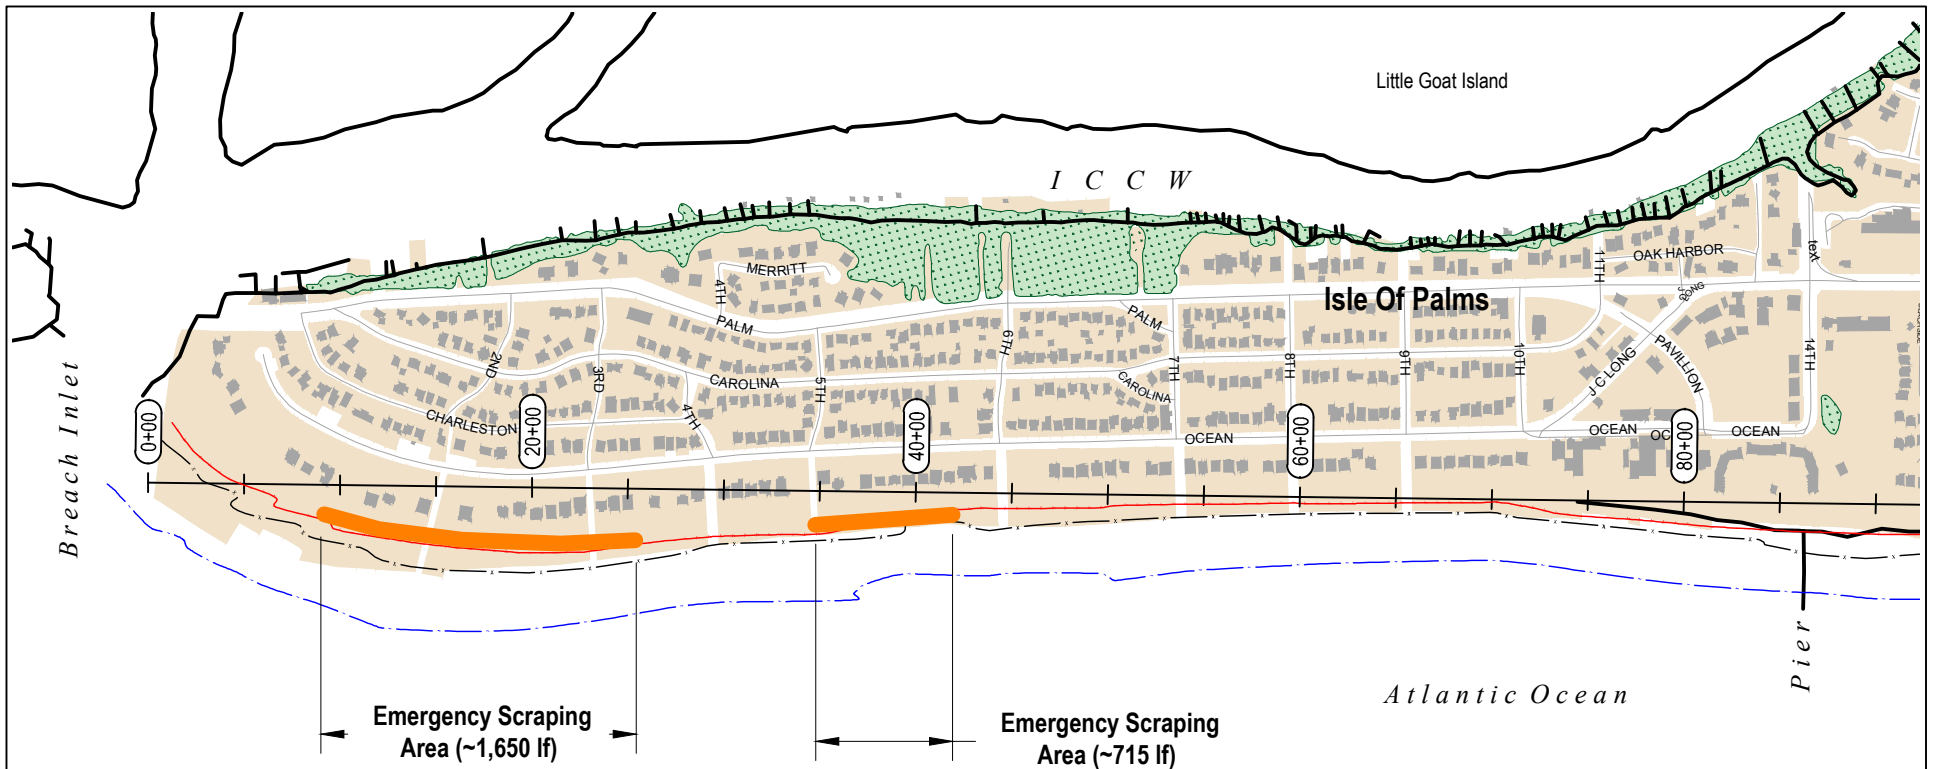 Little Goat Island
I C C W
OAK HARBOR
11TH
text
MERRITT
4TH
Isle Of Palms
LONG
PALM
PALM
6TH
2ND
3RD
CAROLINA
5TH
CAROLINA
7TH
8TH
9TH
10TH
J C LONG
PAVILLION
14TH
CHARLESTON
4TH
OCEAN
OCEAN
OC
OCEAN
Breach Inlet
0+00
20+00
40+00
60+00
80+00
Pier
Atlantic Ocean
Emergency Scraping
Area (~1,650 lf)
Emergency Scraping
Area (~715 lf)